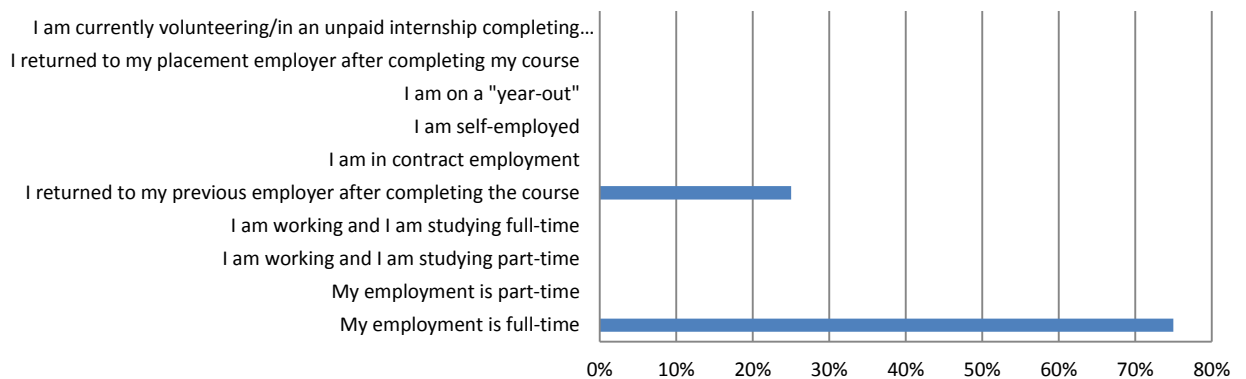 I am currently volunteering/in an unpaid internship completing…
I returned to my placement employer after completing my course
I am on a "year-out"
I am self-employed
I am in contract employment
I returned to my previous employer after completing the course
I am working and I am studying full-time
I am working and I am studying part-time
My employment is part-time
My employment is full-time
0% 10% 20% 30% 40% 50% 60% 70% 80%